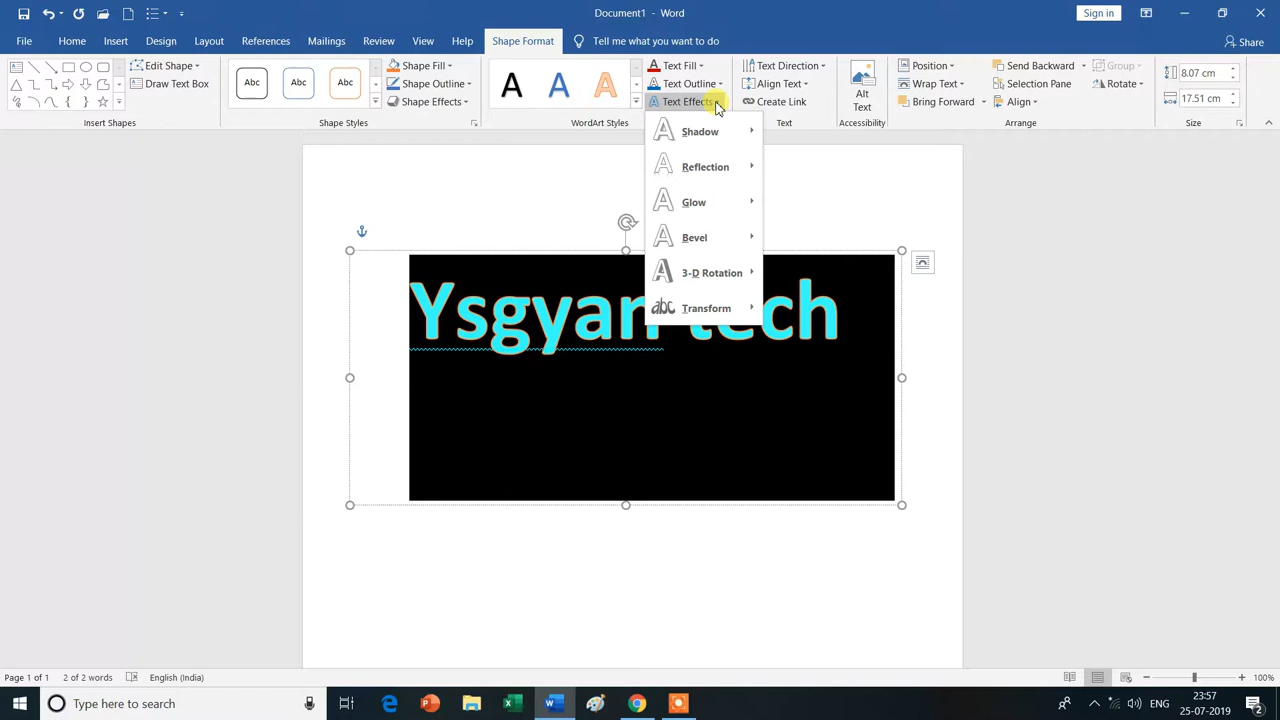 Document1 - Word
Sign in
File Home Insert Design Layout References Mailings Review View Help Shape Format Tell me what you want to do Share
Edit Shape
Draw Text Box
Insert Shapes
Abc Abc Abc
Shape Fill
Shape Outline
Shape Effects
Shape Styles
A A A
WordArt Styles
Text Fill
Text Outline
Text Effects
Text Direction
Align Text
Create Link
Text
Alt
Text
Accessibility
Position
Wrap Text
Bring Forward
Send Backward
Selection Pane
Align
Group
Rotate
Arrange
8.07 cm
17.51 cm
Size
Shadow
Reflection
Glow
Bevel
3-D Rotation
abc Transform
Ysgyan tech
Page 1 of 1 2 of 2 words English (India) 100%
Type here to search
ENG
23:57
25-07-2019
2